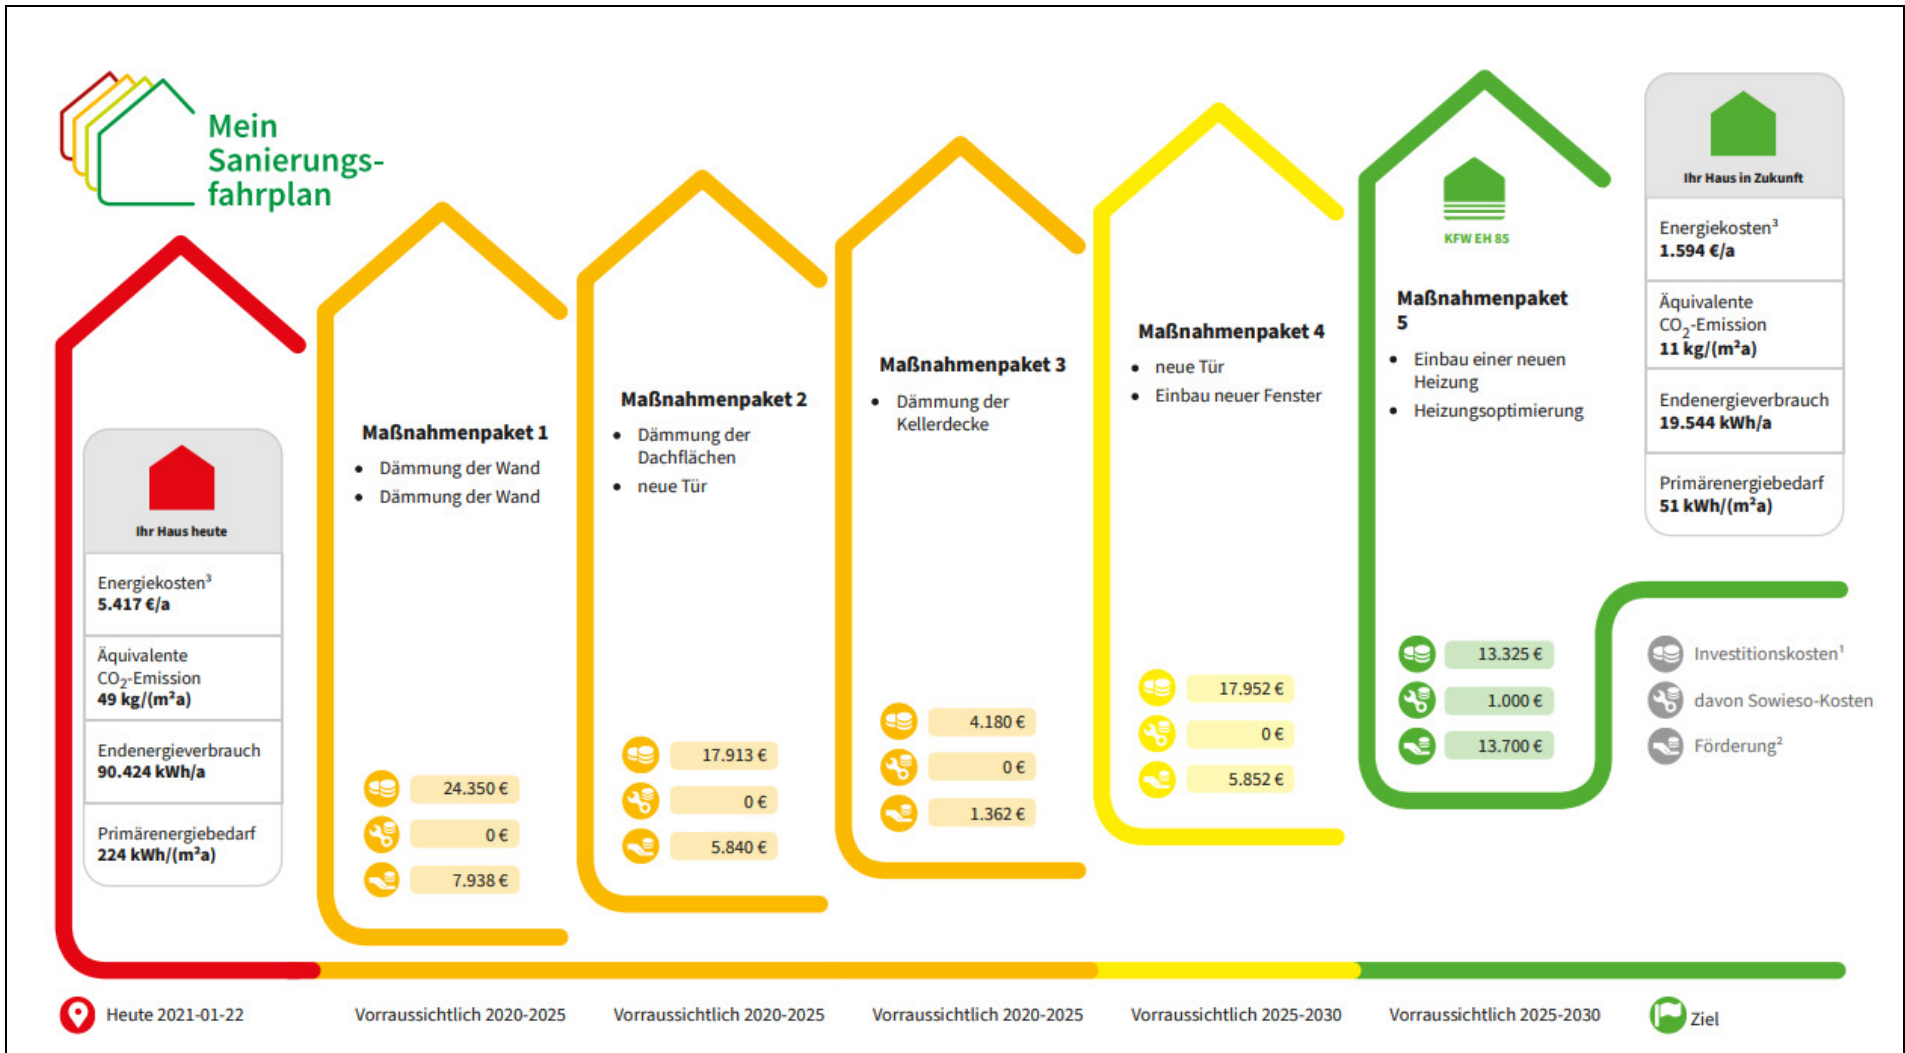 Mein
Sanierungs-
fahrplan
Ihr Haus heute
Energiekosten³
5.417 €/a
Äquivalente
CO₂-Emission
49 kg/(m²a)
Endenergieverbrauch
90.424 kWh/a
Primärenergiebedarf
224 kWh/(m²a)
Maßnahmenpaket 1
• Dämmung der Wand
• Dämmung der Wand
24.350 €
0 €
7.938 €
Maßnahmenpaket 2
• Dämmung der
Dachflächen
• neue Tür
17.913 €
0 €
5.840 €
Maßnahmenpaket 3
• Dämmung der
Kellerdecke
4.180 €
0 €
1.362 €
Maßnahmenpaket 4
• neue Tür
• Einbau neuer Fenster
17.952 €
0 €
5.852 €
KFW EH 85
Maßnahmenpaket
5
• Einbau einer neuen
Heizung
• Heizungsoptimierung
13.325 €
1.000 €
13.700 €
Ihr Haus in Zukunft
Energiekosten³
1.594 €/a
Äquivalente
CO₂-Emission
11 kg/(m²a)
Endenergieverbrauch
19.544 kWh/a
Primärenergiebedarf
51 kWh/(m²a)
Investitionskosten¹
davon Sowieso-Kosten
Förderung²
Heute 2021-01-22
Vorraussichtlich 2020-2025
Vorraussichtlich 2020-2025
Vorraussichtlich 2020-2025
Vorraussichtlich 2025-2030
Vorraussichtlich 2025-2030
Ziel